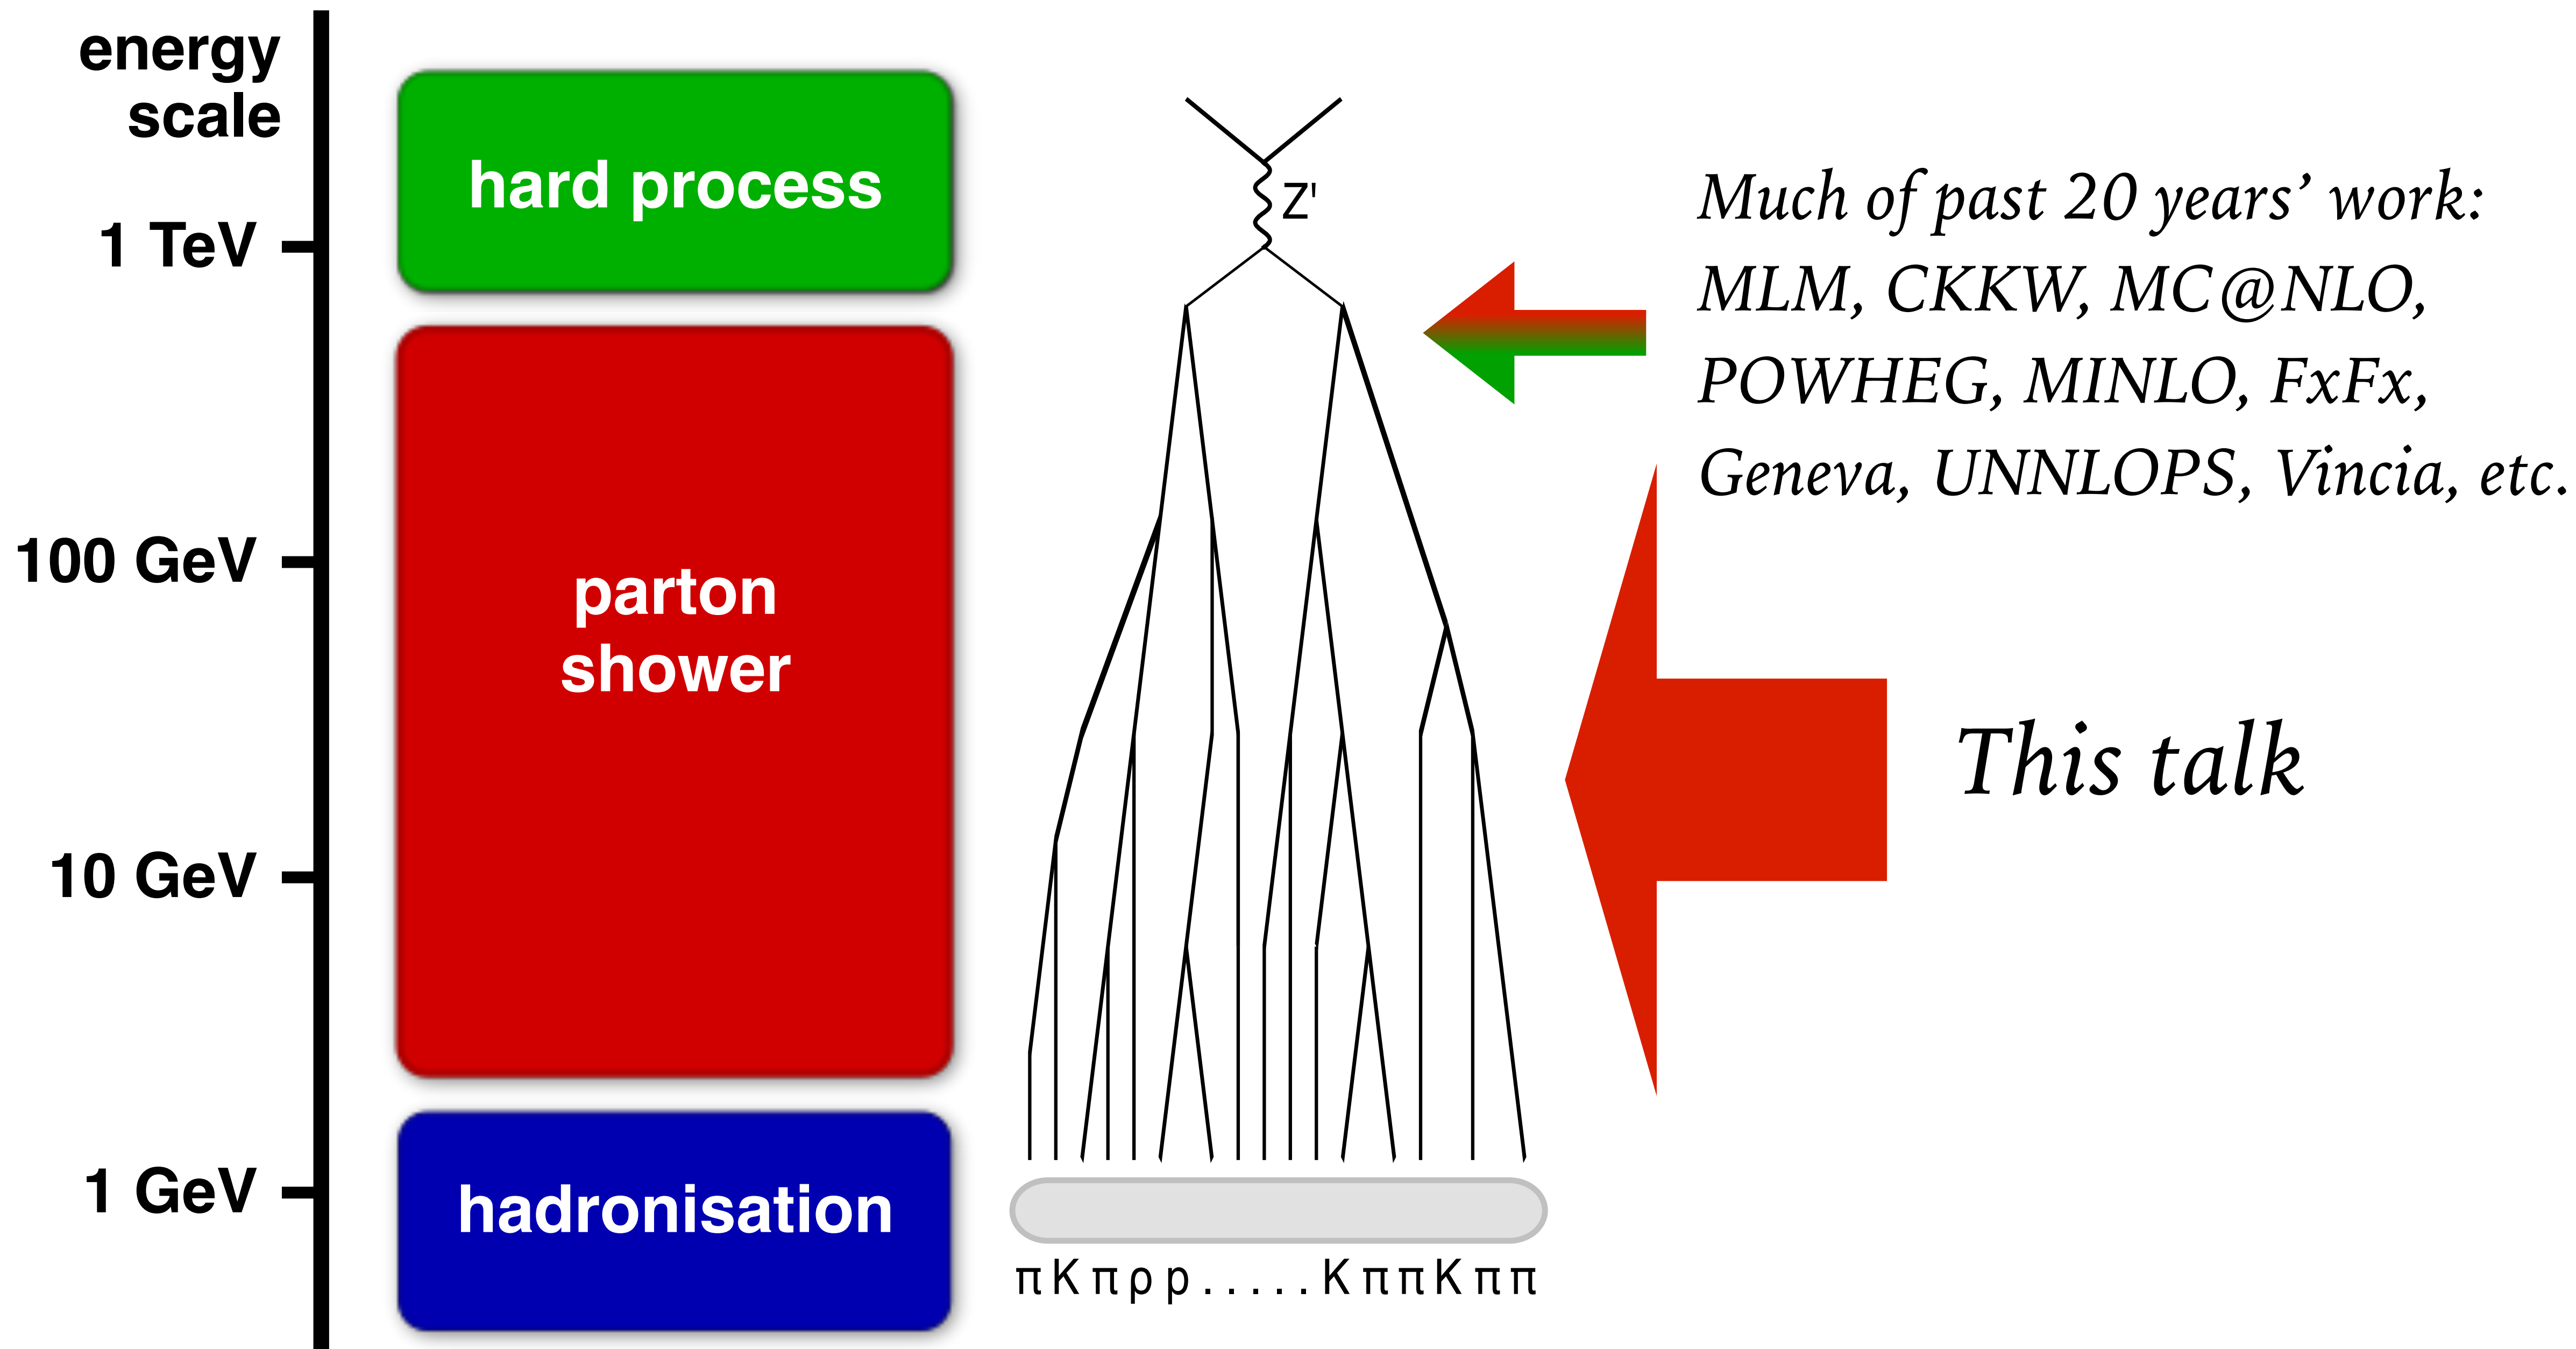 energy
scale
1 TeV
100 GeV
10 GeV
1 GeV
hard process
parton
shower
hadronisation
Z'
π K π ρ p . . . . . K π π K π π
Much of past 20 years’ work:
MLM, CKKW, MC@NLO,
POWHEG, MINLO, FxFx,
Geneva, UNNLOPS, Vincia, etc.
This talk